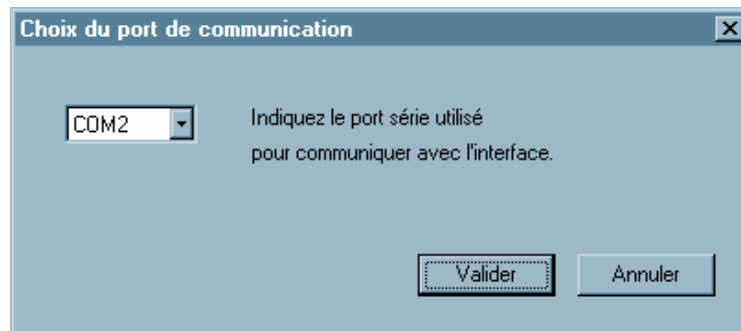 Choix du port de communication
COM2
Indiquez le port série utilisé
pour communiquer avec l'interface.
Valider
Annuler